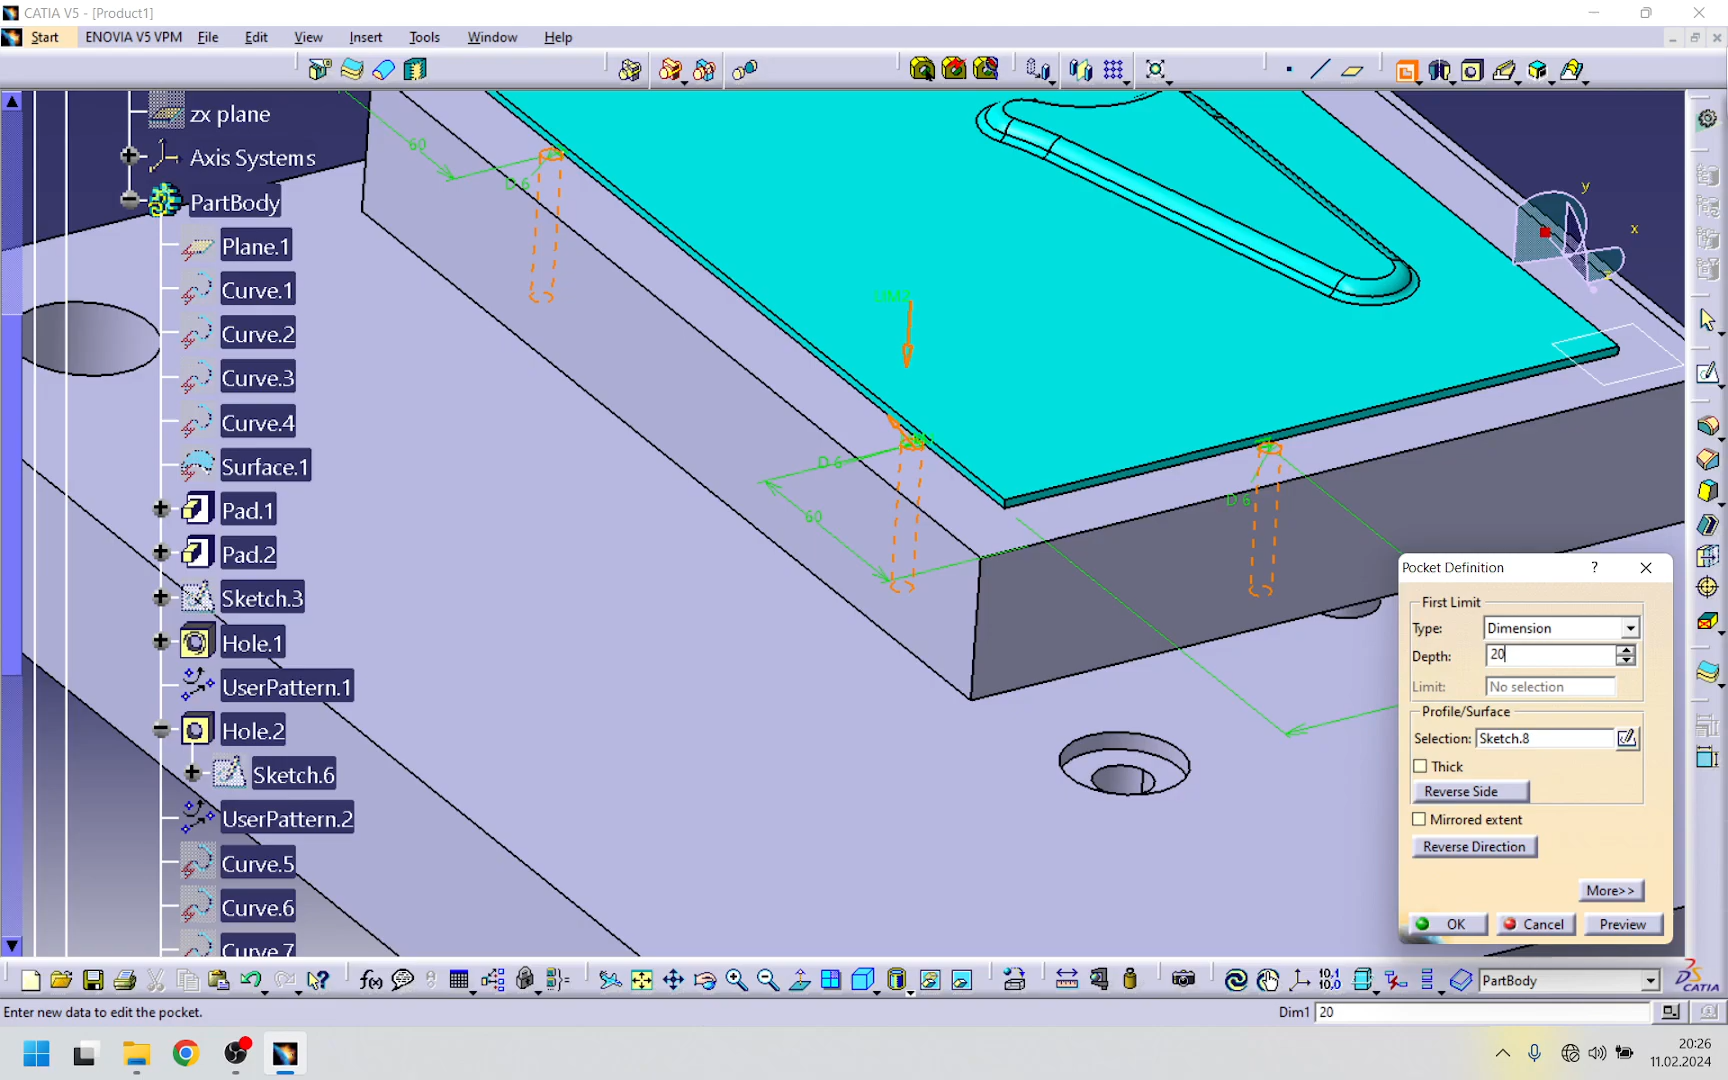 CATIA V5 - [Product1]
Start ENOVIA V5 VPM File Edit View Insert Tools Window Help
zx plane
Axis Systems
PartBody
Plane.1
Curve.1
Curve.2
Curve.3
Curve.4
Surface.1
Pad.1
Pad.2
Sketch.3
Hole.1
UserPattern.1
Hole.2
Sketch.6
UserPattern.2
Curve.5
Curve.6
Curve.7
60
D 6
LIM2
D 6
60
D 6
y
x
z
Pocket Definition ?
First Limit
Type: Dimension
Depth: 20
Limit: No selection
Profile/Surface
Selection: Sketch.8
Thick
Reverse Side
Mirrored extent
Reverse Direction
More>>
OK Cancel Preview
PartBody
CATIA
Enter new data to edit the pocket.
Dim1 20
20:26
11.02.2024